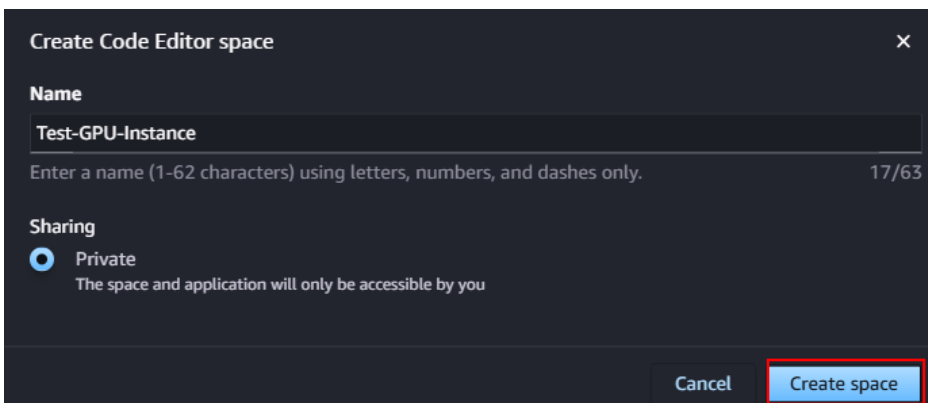 Create Code Editor space
Name
Test-GPU-Instance
Enter a name (1-62 characters) using letters, numbers, and dashes only. 17/63
Sharing
Private
The space and application will only be accessible by you
Cancel Create space